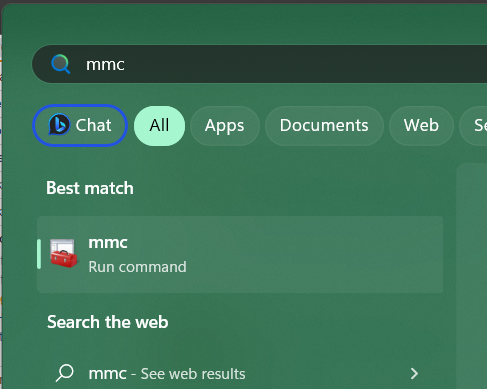 mmc
Chat All Apps Documents Web
Best match
mmc
Run command
Search the web
mmc - See web results